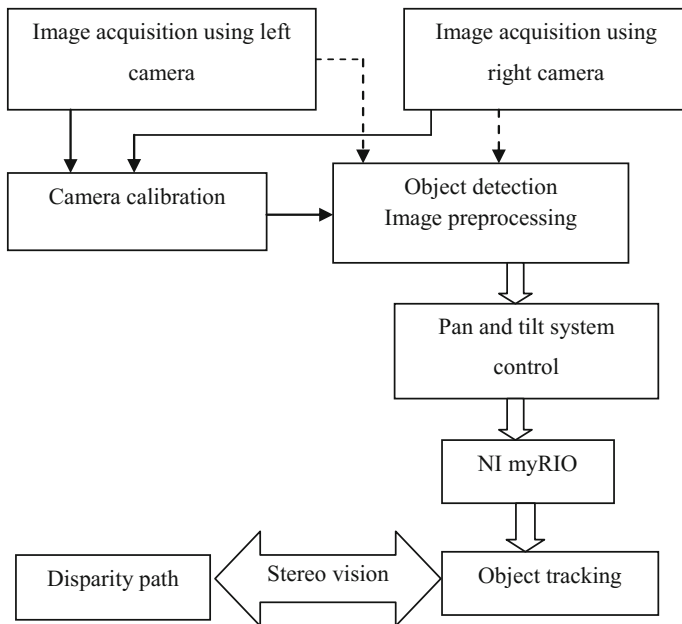 Image acquisition using left
camera
Image acquisition using
right camera
Camera calibration
Object detection
Image preprocessing
Pan and tilt system
control
NI myRIO
Disparity path
Stereo vision
Object tracking